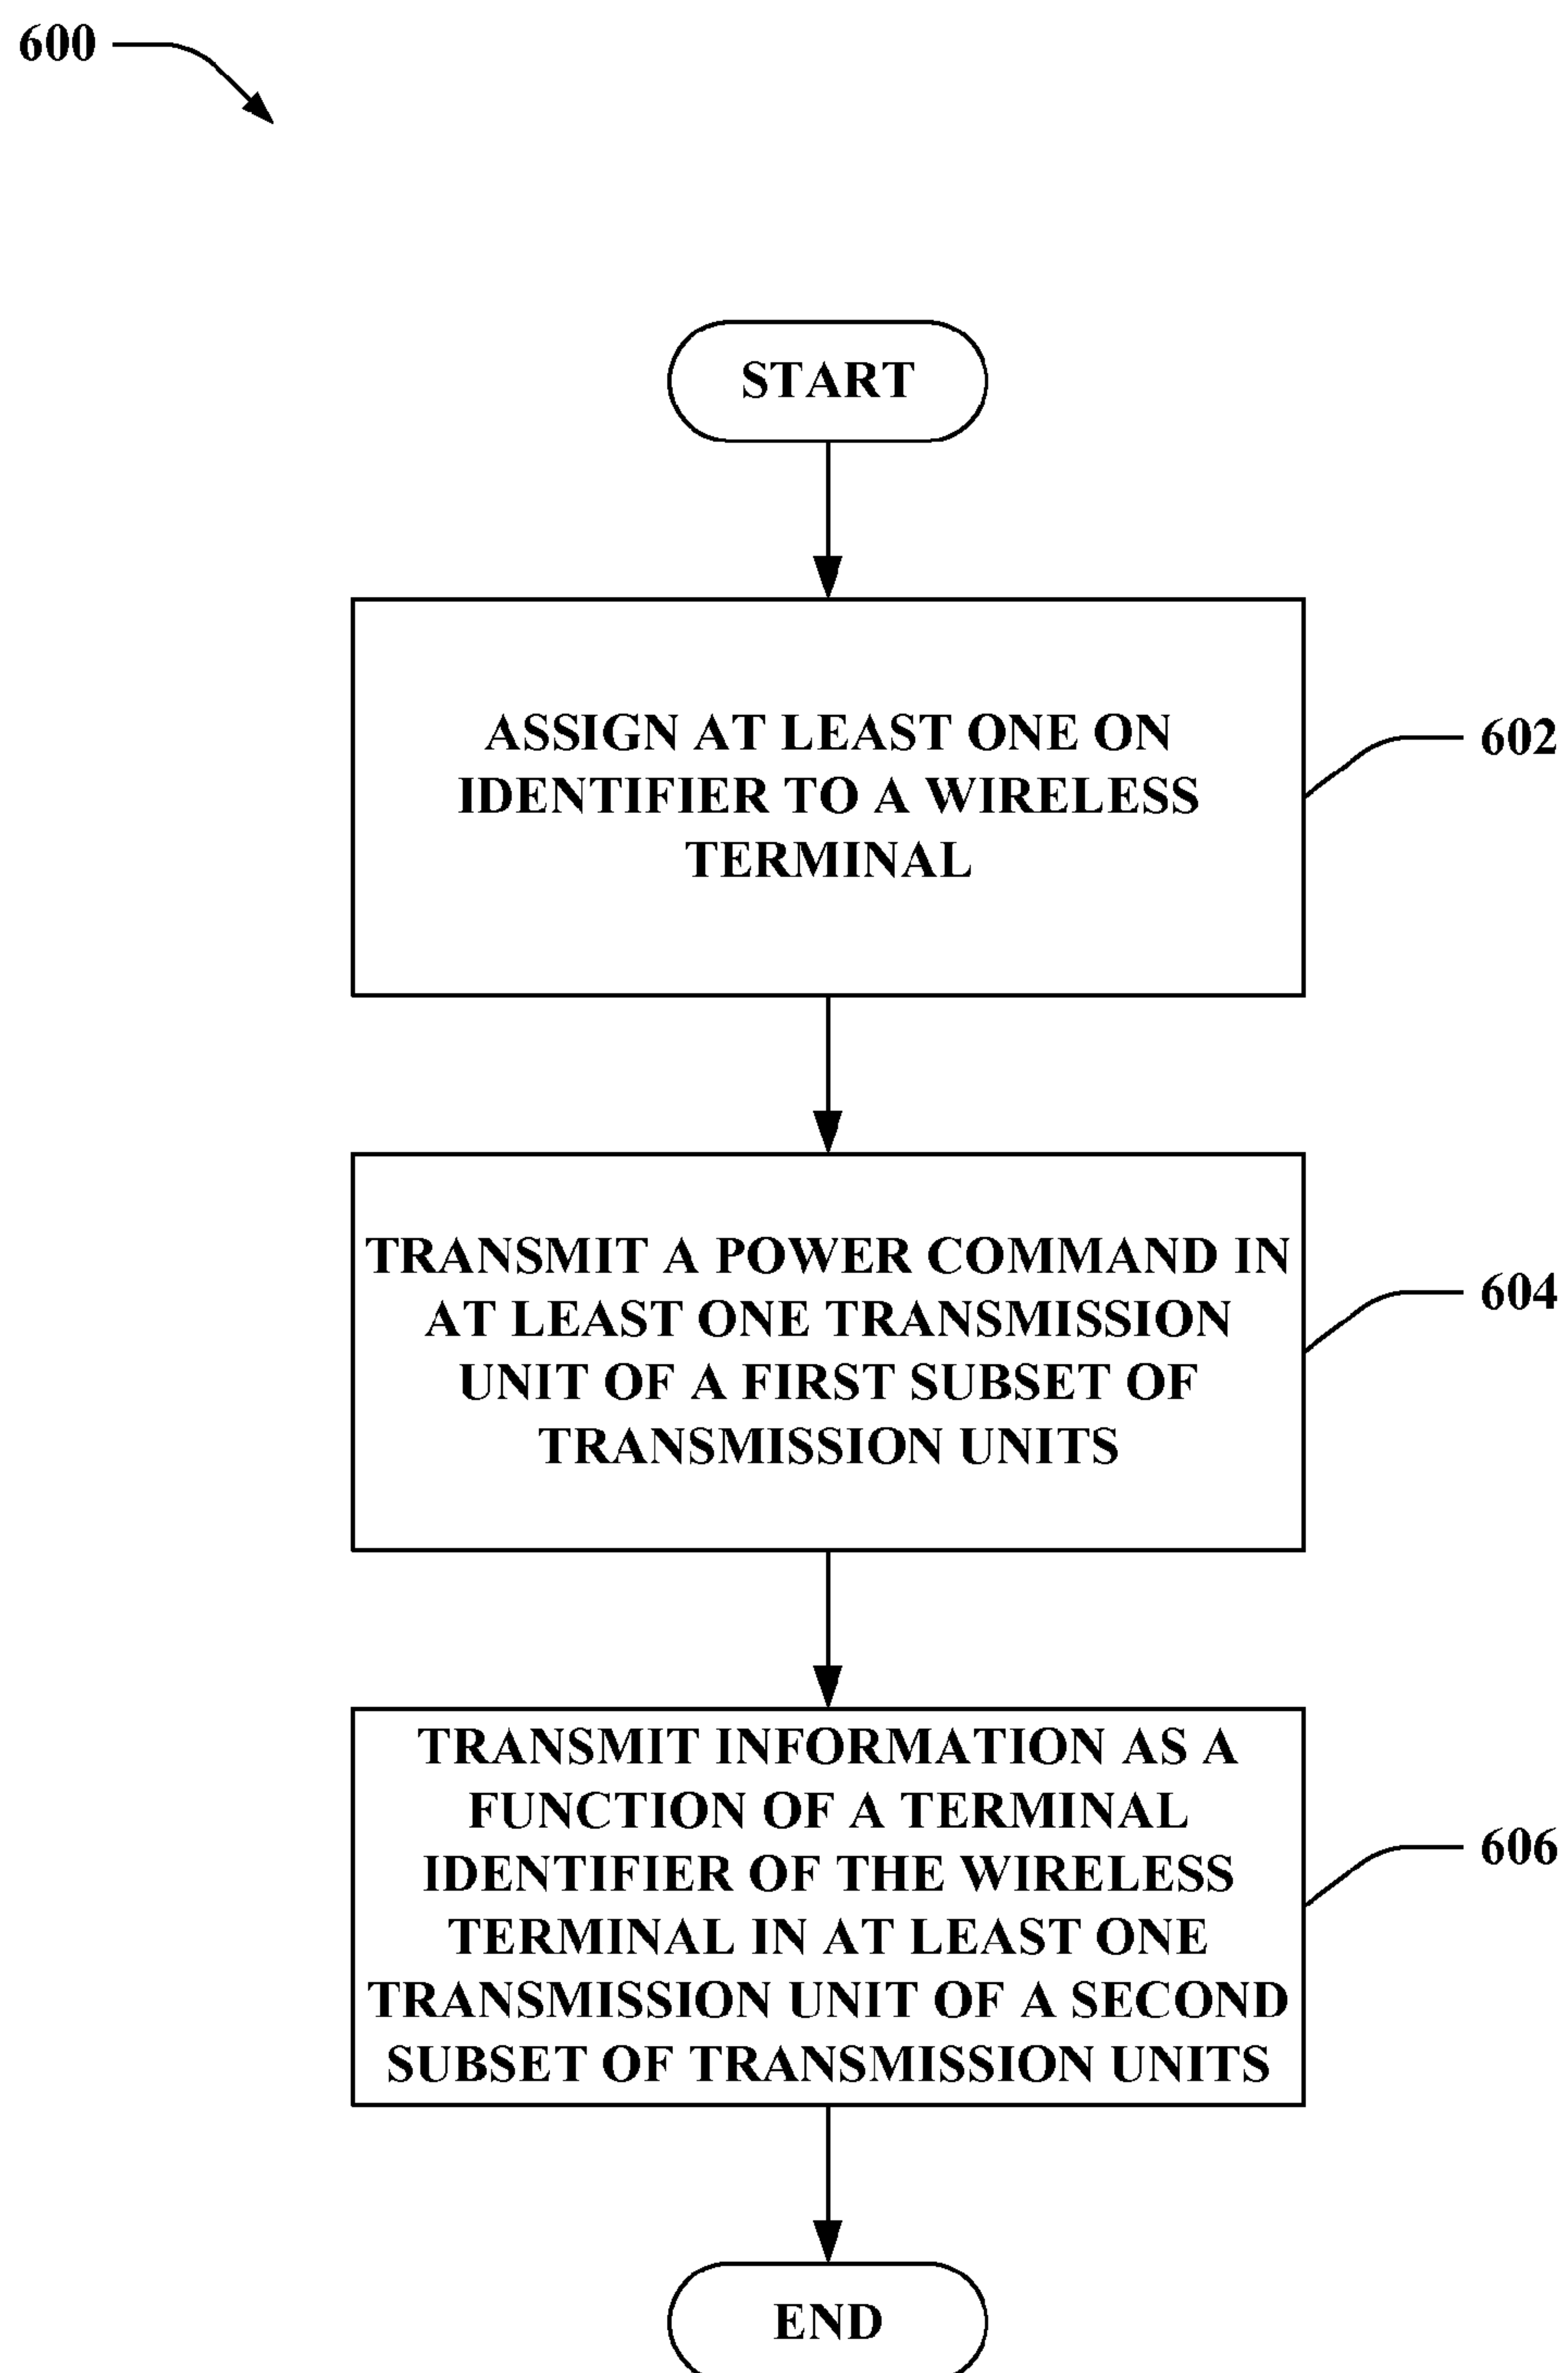 600
START
ASSIGN AT LEAST ONE ON
IDENTIFIER TO A WIRELESS
TERMINAL
602
TRANSMIT A POWER COMMAND IN
AT LEAST ONE TRANSMISSION
UNIT OF A FIRST SUBSET OF
TRANSMISSION UNITS
604
TRANSMIT INFORMATION AS A
FUNCTION OF A TERMINAL
IDENTIFIER OF THE WIRELESS
TERMINAL IN AT LEAST ONE
TRANSMISSION UNIT OF A SECOND
SUBSET OF TRANSMISSION UNITS
606
END